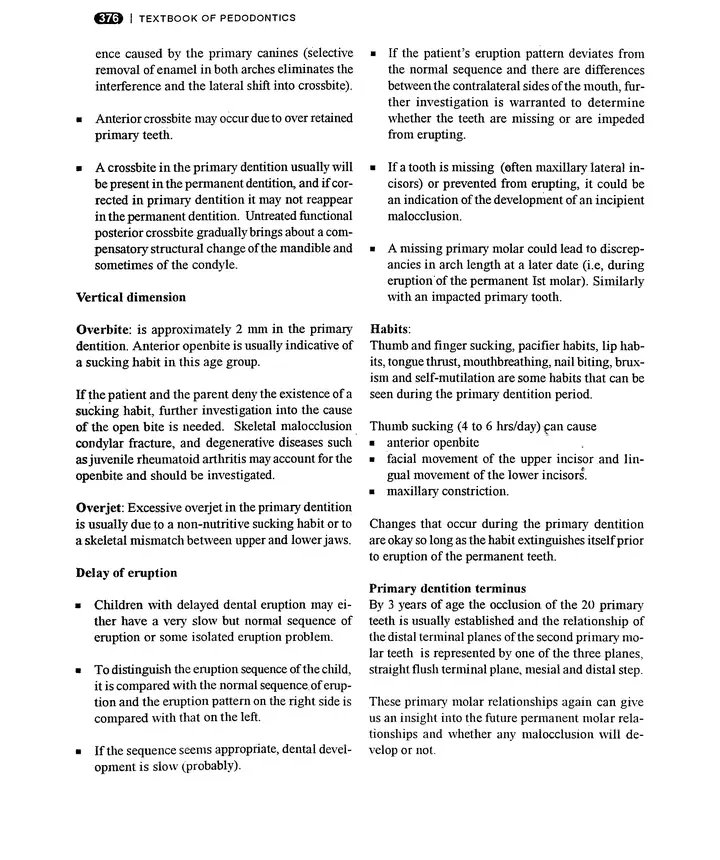 376 | TEXTBOOK OF PEDODONTICS
ence caused by the primary canines (selective
removal of enamel in both arches eliminates the
interference and the lateral shift into crossbite).
▪ Anterior crossbite may occur due to over retained
primary teeth.
▪ A crossbite in the primary dentition usually will
be present in the permanent dentition, and if cor-
rected in primary dentition it may not reappear
in the permanent dentition. Untreated functional
posterior crossbite gradually brings about a com-
pensatory structural change of the mandible and
sometimes of the condyle.
Vertical dimension
Overbite: is approximately 2 mm in the primary
dentition. Anterior openbite is usually indicative of
a sucking habit in this age group.
If the patient and the parent deny the existence of a
sucking habit, further investigation into the cause
of the open bite is needed. Skeletal malocclusion
condylar fracture, and degenerative diseases such
as juvenile rheumatoid arthritis may account for the
openbite and should be investigated.
Overjet: Excessive overjet in the primary dentition
is usually due to a non-nutritive sucking habit or to
a skeletal mismatch between upper and lower jaws.
Delay of eruption
▪ Children with delayed dental eruption may ei-
ther have a very slow but normal sequence of
eruption or some isolated eruption problem.
▪ To distinguish the eruption sequence of the child,
it is compared with the normal sequence of erup-
tion and the eruption pattern on the right side is
compared with that on the left.
▪ If the sequence seems appropriate, dental devel-
opment is slow (probably).
▪ If the patient's eruption pattern deviates from
the normal sequence and there are differences
between the contralateral sides of the mouth, fur-
ther investigation is warranted to determine
whether the teeth are missing or are impeded
from erupting.
▪ If a tooth is missing (often maxillary lateral in-
cisors) or prevented from erupting, it could be
an indication of the development of an incipient
malocclusion.
▪ A missing primary molar could lead to discrep-
ancies in arch length at a later date (i.e, during
eruption of the permanent Ist molar). Similarly
with an impacted primary tooth.
Habits:
Thumb and finger sucking, pacifier habits, lip hab-
its, tongue thrust, mouthbreathing, nail biting, brux-
ism and self-mutilation are some habits that can be
seen during the primary dentition period.
Thumb sucking (4 to 6 hrs/day) can cause
▪ anterior openbite
▪ facial movement of the upper incisor and lin-
gual movement of the lower incisors.
▪ maxillary constriction.
Changes that occur during the primary dentition
are okay so long as the habit extinguishes itself prior
to eruption of the permanent teeth.
Primary dentition terminus
By 3 years of age the occlusion of the 20 primary
teeth is usually established and the relationship of
the distal terminal planes of the second primary mo-
lar teeth is represented by one of the three planes,
straight flush terminal plane, mesial and distal step.
These primary molar relationships again can give
us an insight into the future permanent molar rela-
tionships and whether any malocclusion will de-
velop or not.